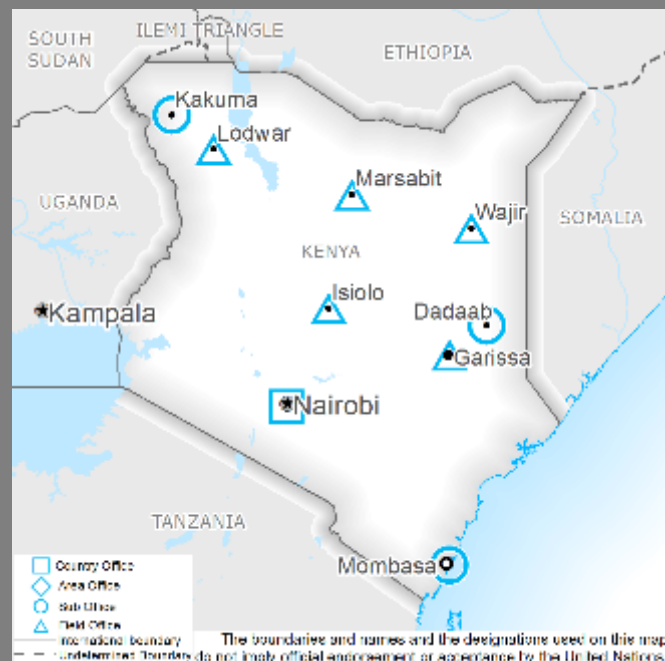 SOUTH
SUDAN
ILEMI TRIANGLE
ETHIOPIA
Kakuma
Lodwar
Marsabit
UGANDA
Wajir
SOMALIA
KENYA
Isiolo
Kampala
Dadaab
Garissa
Nairobi
TANZANIA
Mombasa
Country Office
Area Office
Sub Office
Field Office
International boundary
Undetermined Boundary
The boundaries and names and the designations used on this map
do not imply official endorsement or acceptance by the United Nations.